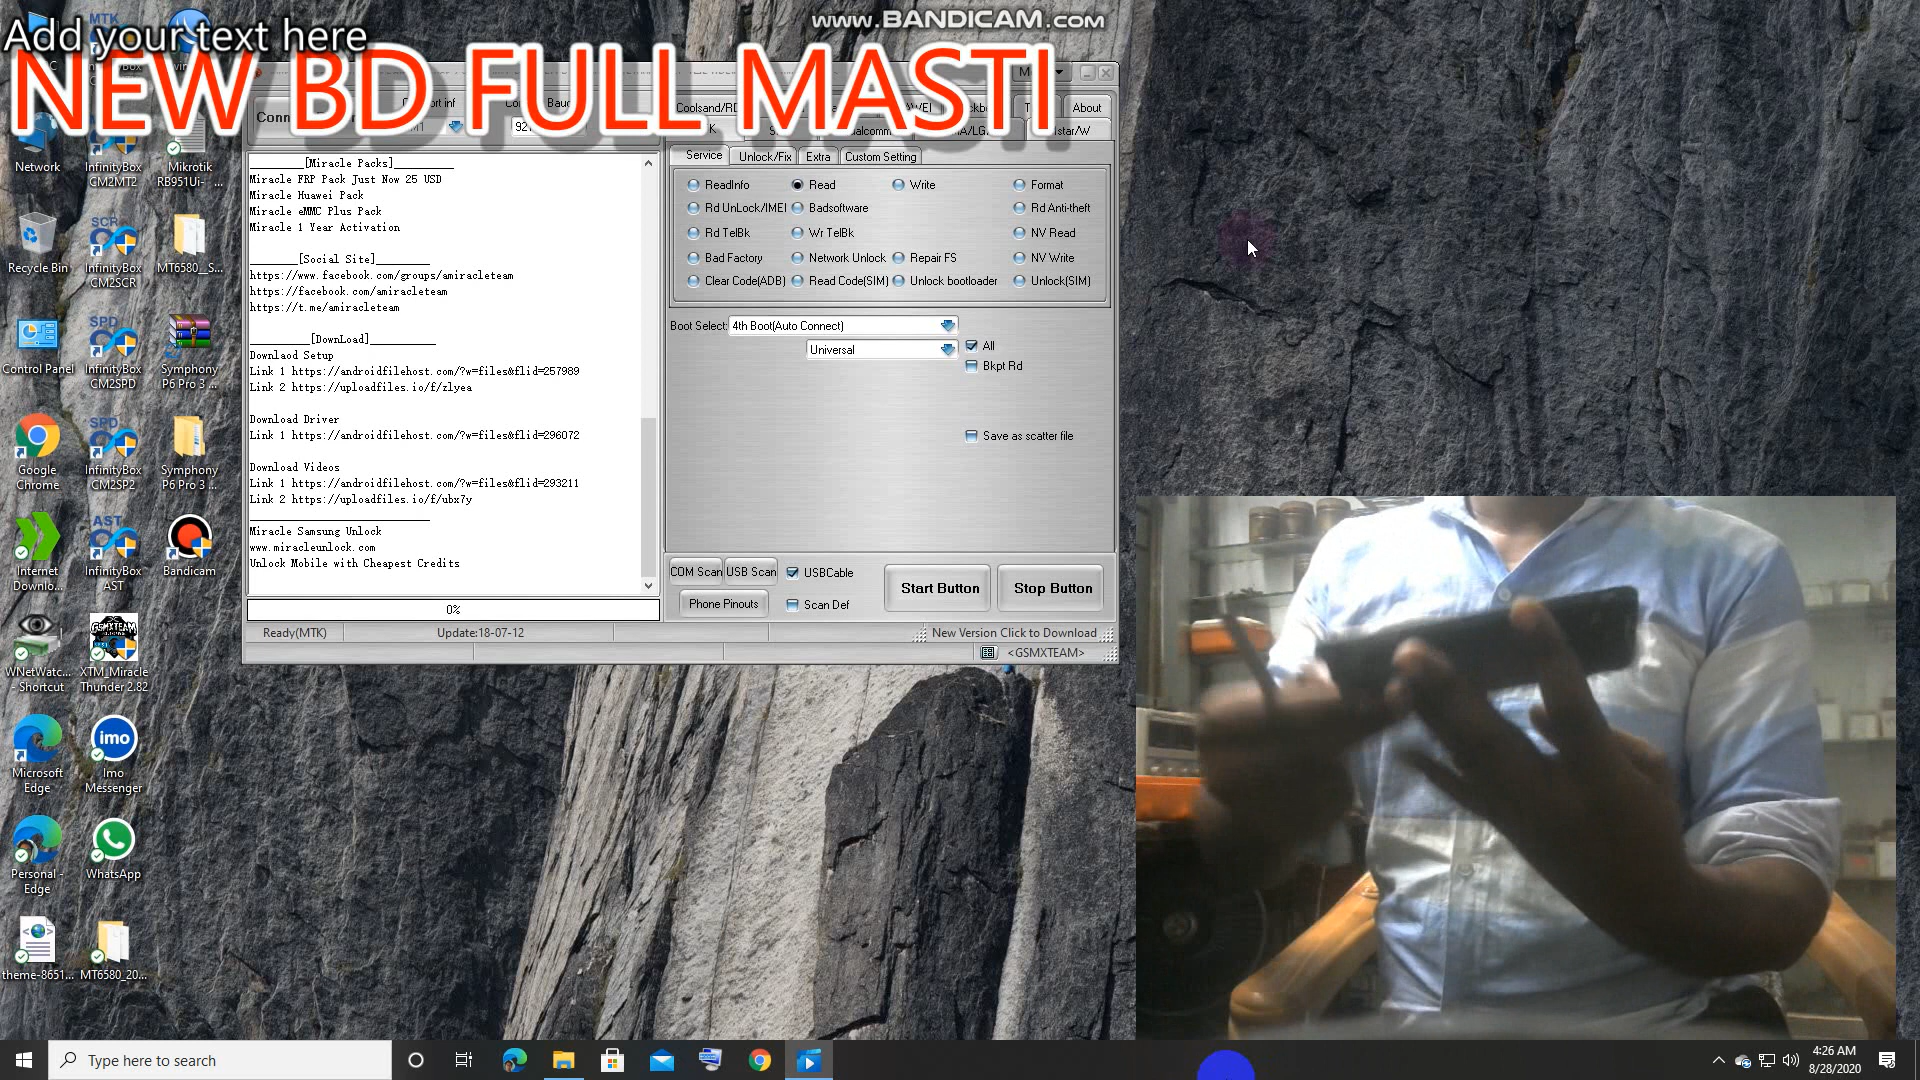 www.BANDICAM.com
Add your text here
NEW BD FULL MASTI
Network
InfinityBox
CM2MT2
Mikrotik
RB951Ui- ...
Recycle Bin
InfinityBox
CM2SCR
MT6580__S...
Control Panel
InfinityBox
CM2SPD
Symphony
P6 Pro 3 ...
Google
Chrome
InfinityBox
CM2SP2
Symphony
P6 Pro 3 ...
Internet
Downlo...
InfinityBox
AST
Bandicam
WNetWatc...
- Shortcut
XTM_Miracle
Thunder 2.82
Microsoft
Edge
Imo
Messenger
Personal -
Edge
WhatsApp
theme-8651...
MT6580_20...
[Miracle Packs]
Miracle FRP Pack Just Now 25 USD
Miracle Huawei Pack
Miracle eMMC Plus Pack
Miracle 1 Year Activation
[Social Site]
https://www.facebook.com/groups/amiracleteam
https://facebook.com/amiracleteam
https://t.me/amiracleteam
[DownLoad]
Downlaod Setup
Link 1 https://androidfilehost.com/?w=files&flid=257989
Link 2 https://uploadfiles.io/f/zlyea
Download Driver
Link 1 https://androidfilehost.com/?w=files&flid=296072
Download Videos
Link 1 https://androidfilehost.com/?w=files&flid=293211
Link 2 https://uploadfiles.io/f/ubx7y
Miracle Samsung Unlock
www.miracleunlock.com
Unlock Mobile with Cheapest Credits
0%
Ready(MTK)
Update:18-07-12
New Version Click to Download
<GSMXTEAM>
About
Service
Unlock/Fix
Extra
Custom Setting
ReadInfo
Read
Write
Format
Rd UnLock/IMEI
Badsoftware
Rd Anti-theft
Rd TelBk
Wr TelBk
NV Read
Bad Factory
Network Unlock
Repair FS
NV Write
Clear Code(ADB)
Read Code(SIM)
Unlock bootloader
Unlock(SIM)
Boot Select:
4th Boot(Auto Connect)
Universal
All
Bkpt Rd
Save as scatter file
COM Scan
USB Scan
USBCable
Phone Pinouts
Scan Def
Start Button
Stop Button
Type here to search
4:26 AM
8/28/2020